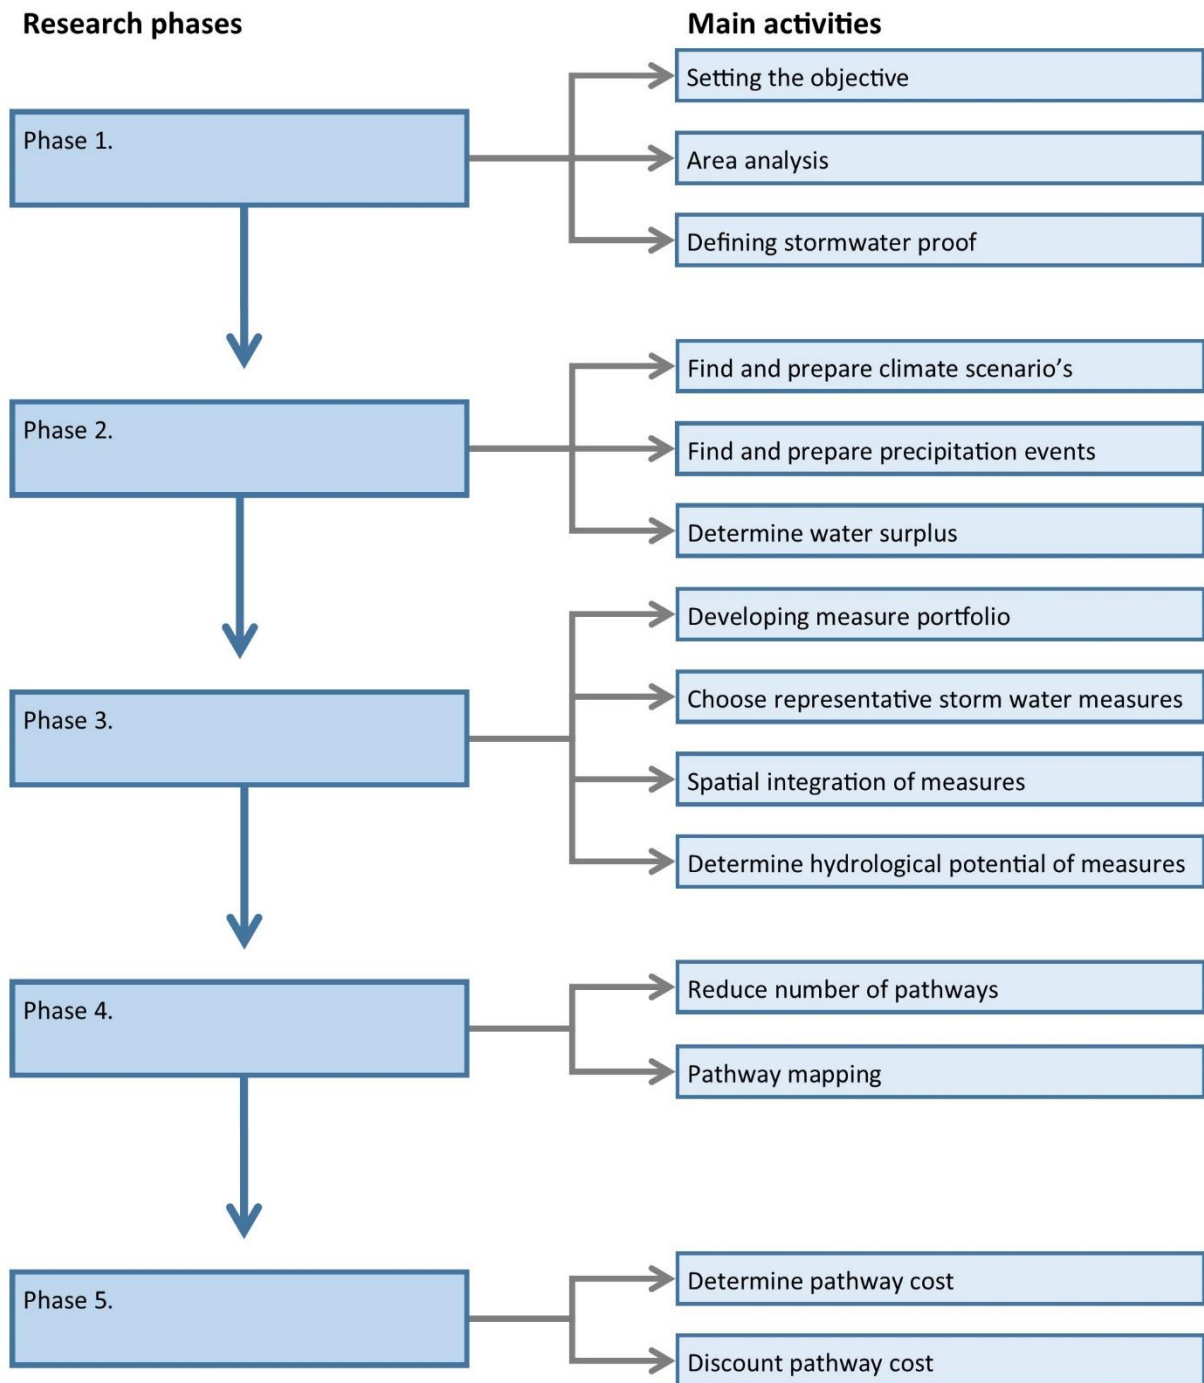 Research phases
Main activities
Phase 1.
Setting the objective
Area analysis
Defining stormwater proof
Phase 2.
Find and prepare climate scenario’s
Find and prepare precipitation events
Determine water surplus
Phase 3.
Developing measure portfolio
Choose representative storm water measures
Spatial integration of measures
Determine hydrological potential of measures
Phase 4.
Reduce number of pathways
Pathway mapping
Phase 5.
Determine pathway cost
Discount pathway cost